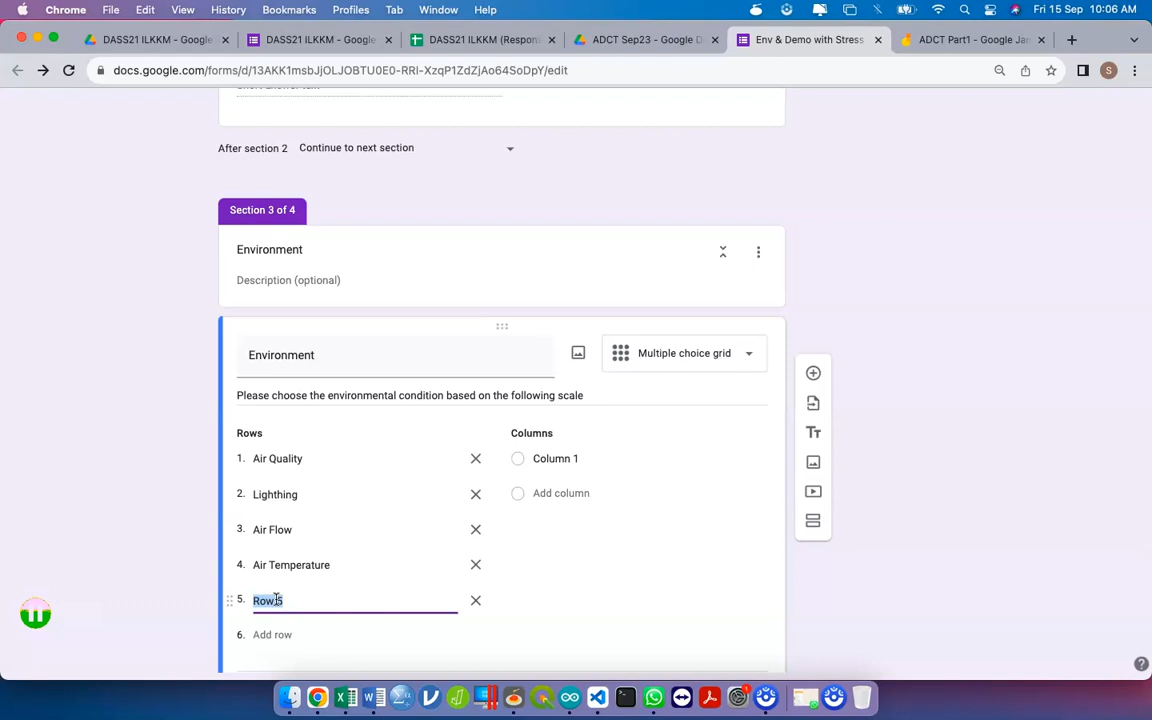 Chrome File Edit View History Bookmarks Profiles Tab Window Help Fri 15 Sep 10:06 AM
DASS21 ILKKM - Google DASS21 ILKKM - Google DASS21 ILKKM (Respon ADCT Sep23 - Google D Env & Demo with Stress ADCT Part1 - Google Ja
docs.google.com/forms/d/13AKK1msbJjOLJOBTU0E0-RRI-XzqP1ZdZjAo64SoDpY/edit S
After section 2 Continue to next section
Section 3 of 4
Environment
Description (optional)
Environment
Multiple choice grid
Please choose the environmental condition based on the following scale
Rows Columns
1. Air Quality Column 1
2. Lighthing Add column
3. Air Flow
4. Air Temperature
5. Row 5
6. Add row